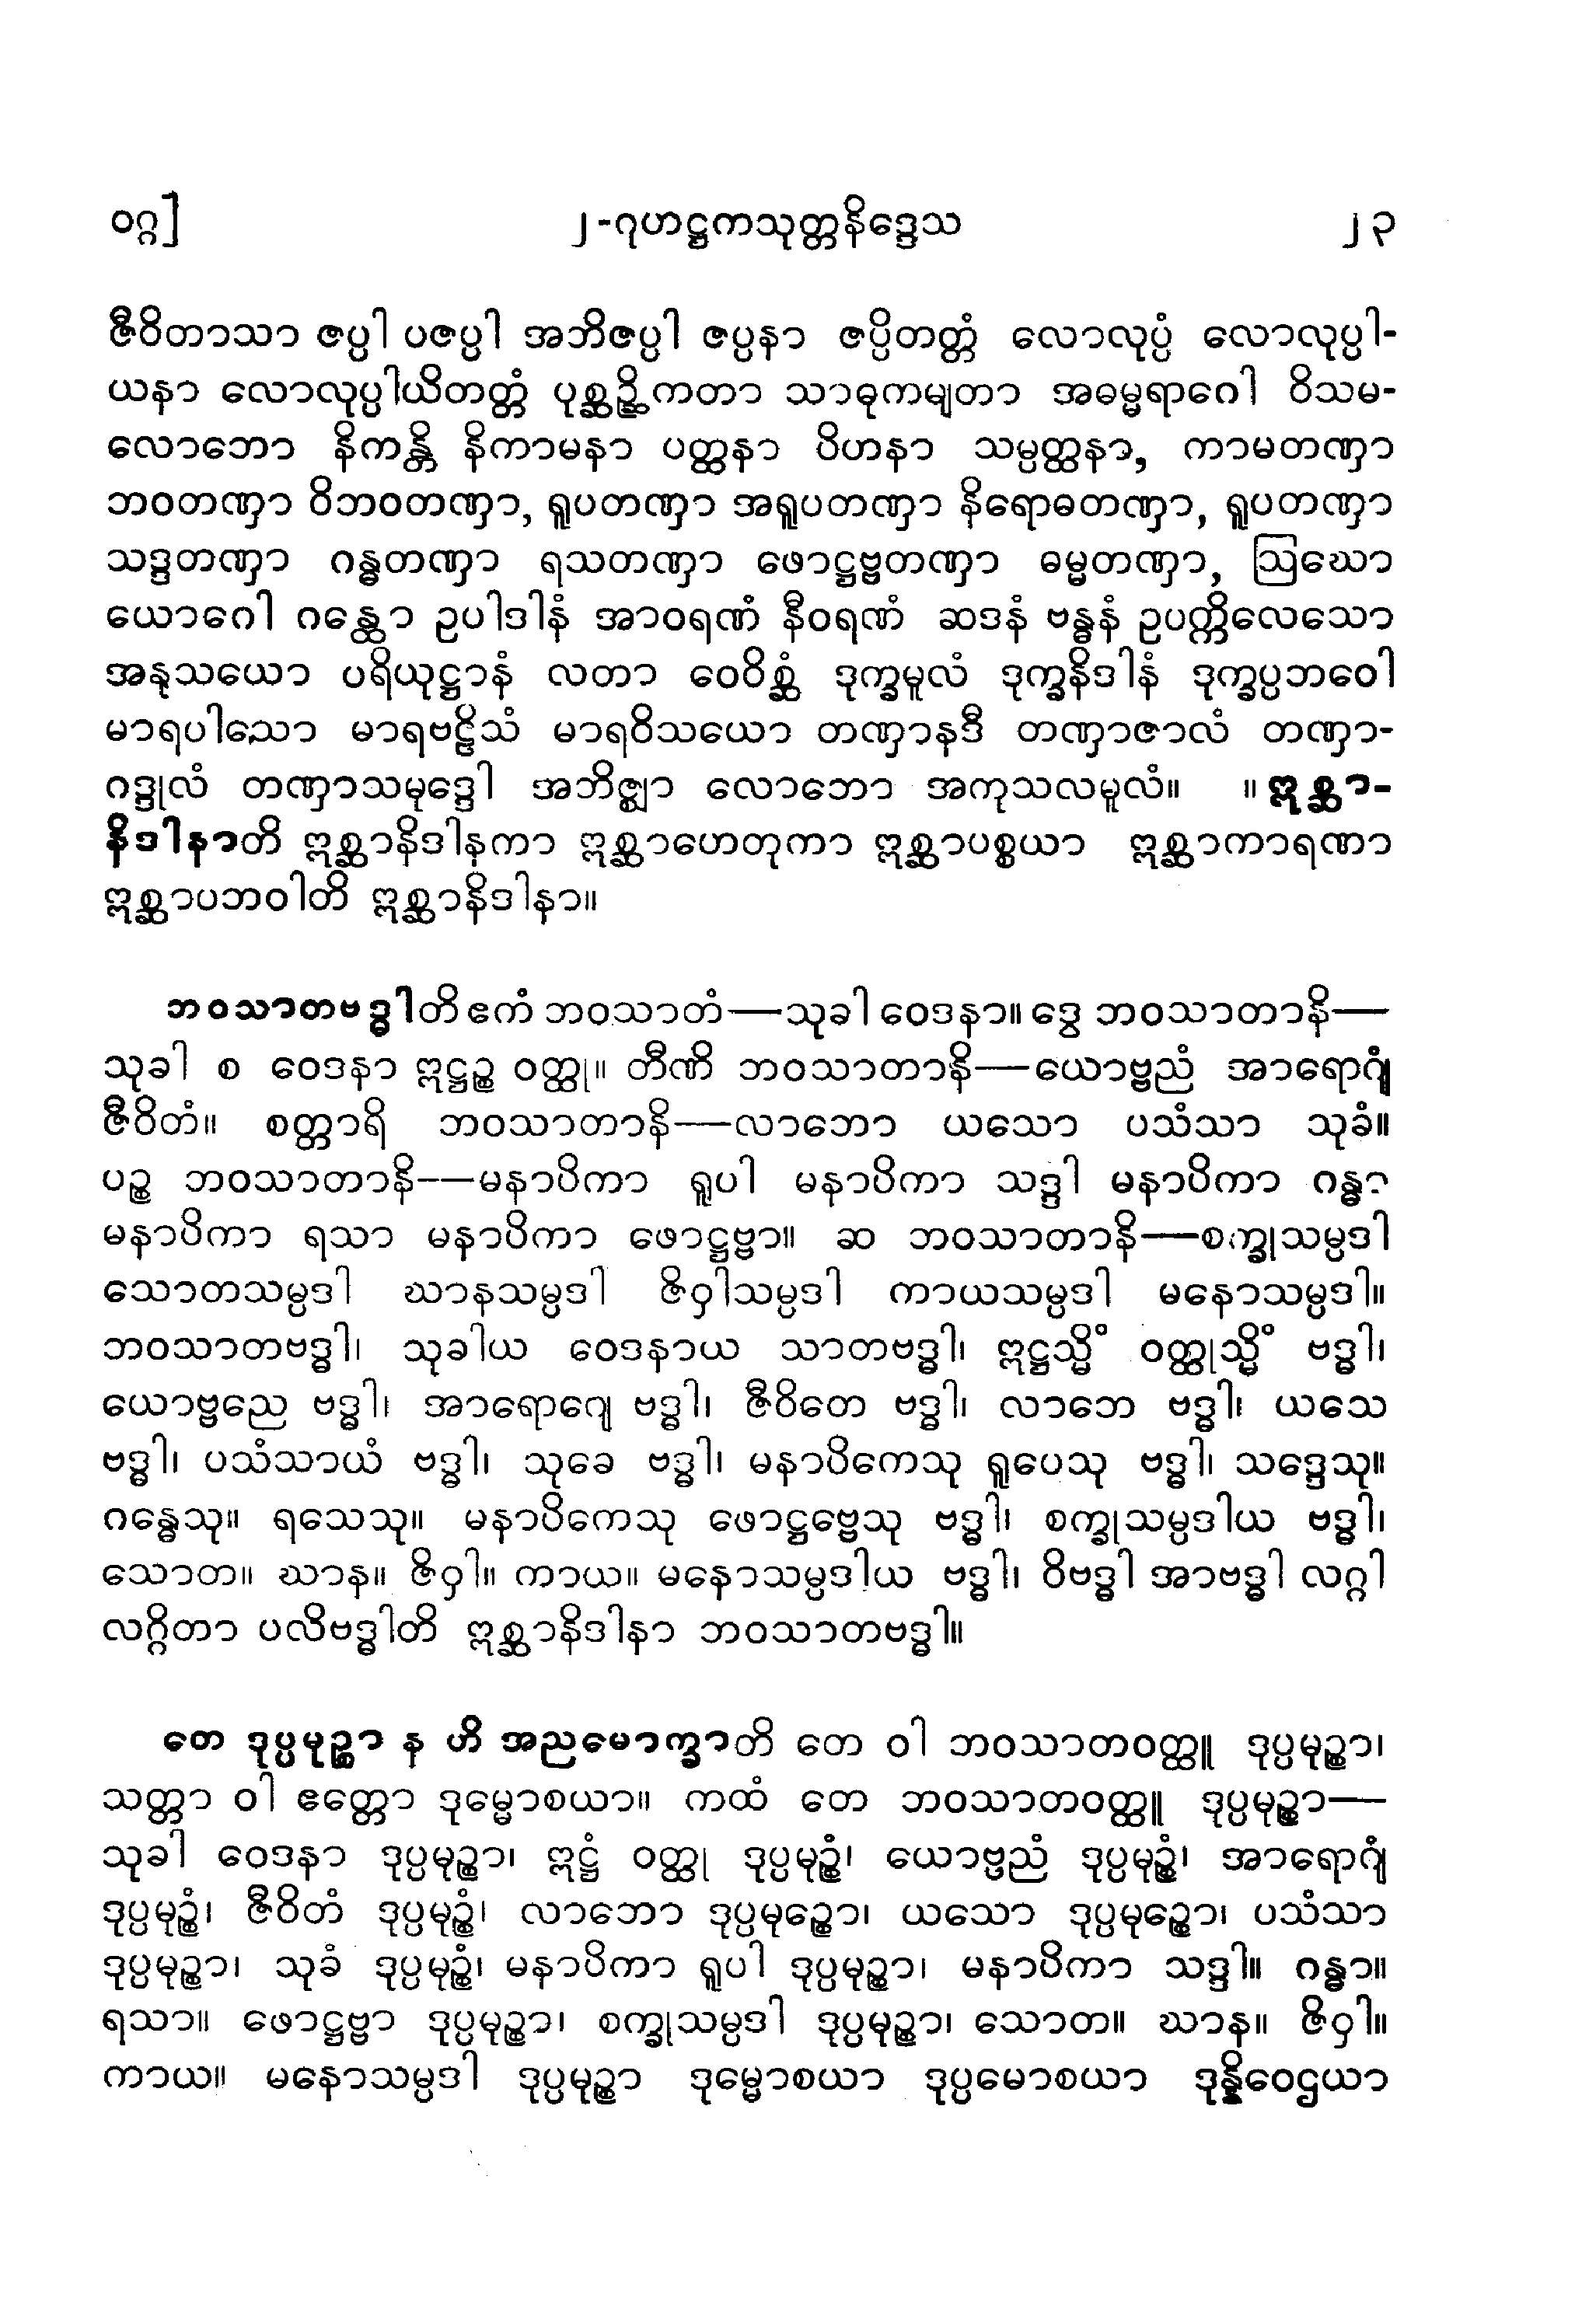 ဝဂ္ဂ] ၂-ဂုဟဋ္ဌကသုတ္တနိဒ္ဒေသ ၂၃
ဇီဝိတာသာ ဇပ္ပါ ပဇပ္ပါ အဘိဇပ္ပါ ဇပ္ပနာ ဇပ္ပိတတ္တံ လောလုပ္ပံ လောလုပ္ပါ-
ယနာ လောလုပ္ပါယိတတ္တံ ပုစ္ဆဉ္ဆိကတာ သာဓုကမျတာ အဓမ္မရာဂေါ ဝိသမ-
လောဘော နိကန္တိ နိကာမနာ ပတ္ထနာ ပိဟနာ သမ္ပတ္ထနာ, ကာမတဏှာ
ဘဝတဏှာ ဝိဘဝတဏှာ, ရူပတဏှာ အရူပတဏှာ နိရောဓတဏှာ, ရူပတဏှာ
သဒ္ဒတဏှာ ဂန္ဓတဏှာ ရသတဏှာ ဖောဋ္ဌဗ္ဗတဏှာ ဓမ္မတဏှာ, ဩဃော
ယောဂေါ ဂန္ထော ဥပါဒါနံ အာဝရဏံ နီဝရဏံ ဆဒနံ ဗန္ဓနံ ဥပက္ကိလေသော
အနုသယော ပရိယုဋ္ဌာနံ လတာ ဝေဝိစ္ဆံ ဒုက္ခမူလံ ဒုက္ခနိဒါနံ ဒုက္ခပ္ပဘဝေါ
မာရပါသော မာရဗဠိသံ မာရဝိသယော တဏှာနဒီ တဏှာဇာလံ တဏှာ-
ဂဒ္ဒုလံ တဏှာသမုဒ္ဒေါ အဘိဇ္ဈာ လောဘော အကုသလမူလံ။ ။ဣစ္ဆာ-
နိဒါနာတိ ဣစ္ဆာနိဒါနကာ ဣစ္ဆာဟေတုကာ ဣစ္ဆာပစ္စယာ ဣစ္ဆာကာရဏာ
ဣစ္ဆာပဘဝါတိ ဣစ္ဆာနိဒါနာ။
ဘဝသာတဗဒ္ဓါတိ ဧကံ ဘဝသာတံ—သုခါ ဝေဒနာ။ ဒွေ ဘဝသာတာနိ—
သုခါ စ ဝေဒနာ ဣဋ္ဌဉ္စ ဝတ္ထု။ တီဏိ ဘဝသာတာနိ—ယောဗ္ဗညံ အာရောဂျံ
ဇီဝိတံ။ စတ္တာရိ ဘဝသာတာနိ—လာဘော ယသော ပသံသာ သုခံ။
ပဉ္စ ဘဝသာတာနိ—မနာပိကာ ရူပါ မနာပိကာ သဒ္ဒါ မနာပိကာ ဂန္ဓာ
မနာပိကာ ရသာ မနာပိကာ ဖောဋ္ဌဗ္ဗာ။ ဆ ဘဝသာတာနိ—စက္ခုသမ္ပဒါ
သောတသမ္ပဒါ ဃာနသမ္ပဒါ ဇိဝှါသမ္ပဒါ ကာယသမ္ပဒါ မနောသမ္ပဒါ။
ဘဝသာတဗဒ္ဓါ၊ သုခါယ ဝေဒနာယ သာတဗဒ္ဓါ၊ ဣဋ္ဌသ္မိံ ဝတ္ထုသ္မိံ ဗဒ္ဓါ၊
ယောဗ္ဗညေ ဗဒ္ဓါ၊ အာရောဂျေ ဗဒ္ဓါ၊ ဇီဝိတေ ဗဒ္ဓါ၊ လာဘေ ဗဒ္ဓါ၊ ယသေ
ဗဒ္ဓါ၊ ပသံသာယံ ဗဒ္ဓါ၊ သုခေ ဗဒ္ဓါ၊ မနာပိကေသု ရူပေသု ဗဒ္ဓါ၊ သဒ္ဒေသု။
ဂန္ဓေသု။ ရသေသု။ မနာပိကေသု ဖောဋ္ဌဗ္ဗေသု ဗဒ္ဓါ၊ စက္ခုသမ္ပဒါယ ဗဒ္ဓါ၊
သောတ။ ဃာန။ ဇိဝှါ။ ကာယ။ မနောသမ္ပဒါယ ဗဒ္ဓါ၊ ဝိဗဒ္ဓါ အာဗဒ္ဓါ လဂ္ဂါ
လဂ္ဂိတာ ပလိဗဒ္ဓါတိ ဣစ္ဆာနိဒါနာ ဘဝသာတဗဒ္ဓါ။
တေ ဒုပ္ပမုဉ္စာ န ဟိ အညမောက္ခာတိ တေ ဝါ ဘဝသာတဝတ္ထူ ဒုပ္ပမုဉ္စာ၊
သတ္တာ ဝါ ဧတ္တော ဒုမ္မောစယာ။ ကထံ တေ ဘဝသာတဝတ္ထူ ဒုပ္ပမုဉ္စာ—
သုခါ ဝေဒနာ ဒုပ္ပမုဉ္စာ၊ ဣဋ္ဌံ ဝတ္ထု ဒုပ္ပမုဉ္စံ၊ ယောဗ္ဗညံ ဒုပ္ပမုဉ္စံ၊ အာရောဂျံ
ဒုပ္ပမုဉ္စံ၊ ဇီဝိတံ ဒုပ္ပမုဉ္စံ၊ လာဘော ဒုပ္ပမုဉ္စော၊ ယသော ဒုပ္ပမုဉ္စော၊ ပသံသာ
ဒုပ္ပမုဉ္စာ၊ သုခံ ဒုပ္ပမုဉ္စံ၊ မနာပိကာ ရူပါ ဒုပ္ပမုဉ္စာ၊ မနာပိကာ သဒ္ဒါ။ ဂန္ဓာ။
ရသာ။ ဖောဋ္ဌဗ္ဗာ ဒုပ္ပမုဉ္စာ၊ စက္ခုသမ္ပဒါ ဒုပ္ပမုဉ္စာ၊ သောတ။ ဃာန။ ဇိဝှါ။
ကာယ။ မနောသမ္ပဒါ ဒုပ္ပမုဉ္စာ ဒုမ္မောစယာ ဒုပ္ပမောစယာ ဒုန္နိဝေဌယာ